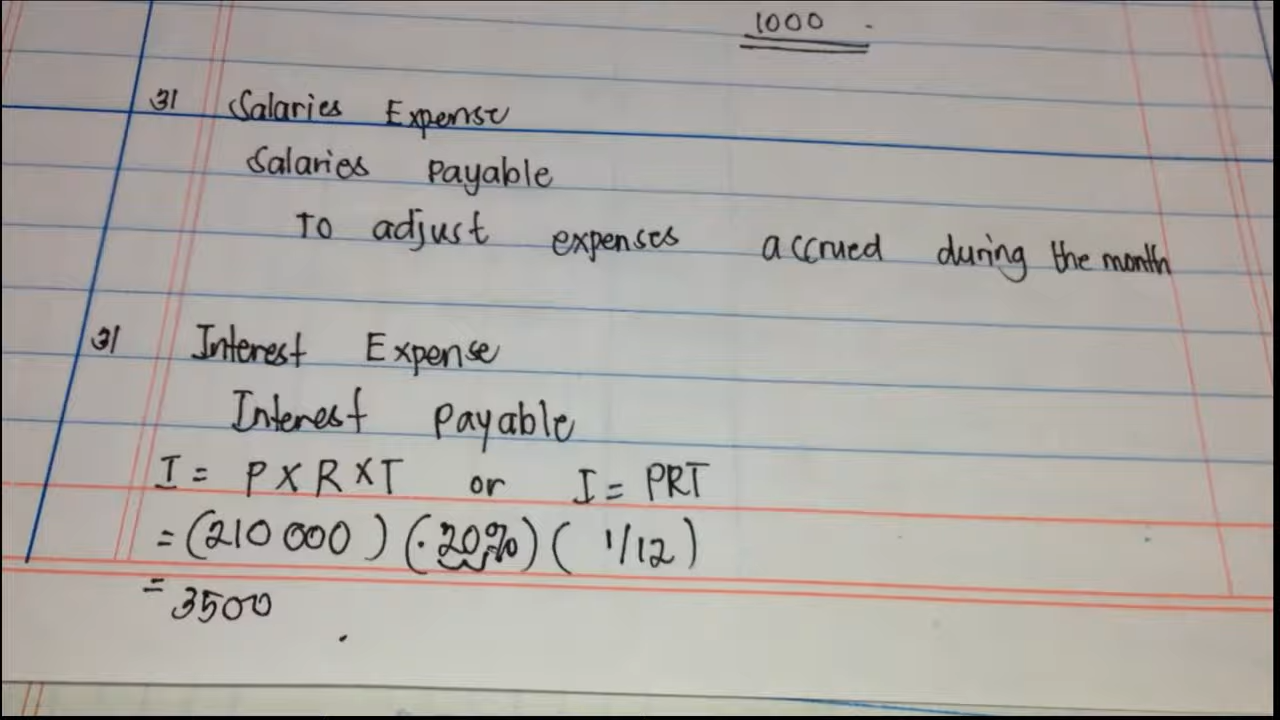 1000
31 Salaries Expense
Salaries Payable
To adjust expenses accrued during the month
31 Interest Expense
Interest Payable
I = P X R X T or I = PRT
= (210 000) (.20%) ( 1/12)
= 3500